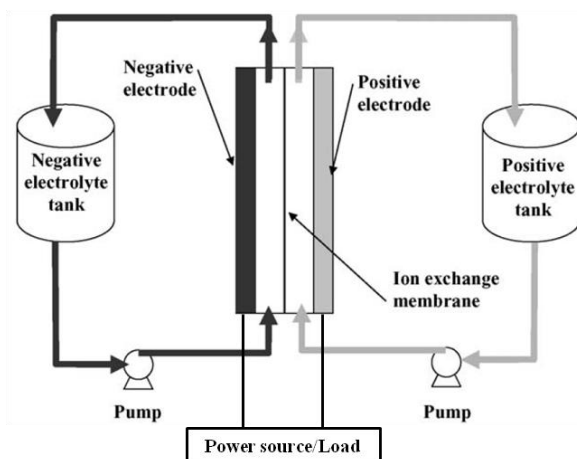 Negative
electrode
Positive
electrode
Negative
electrolyte
tank
Positive
electrolyte
tank
Ion exchange
membrane
Pump
Pump
Power source/Load